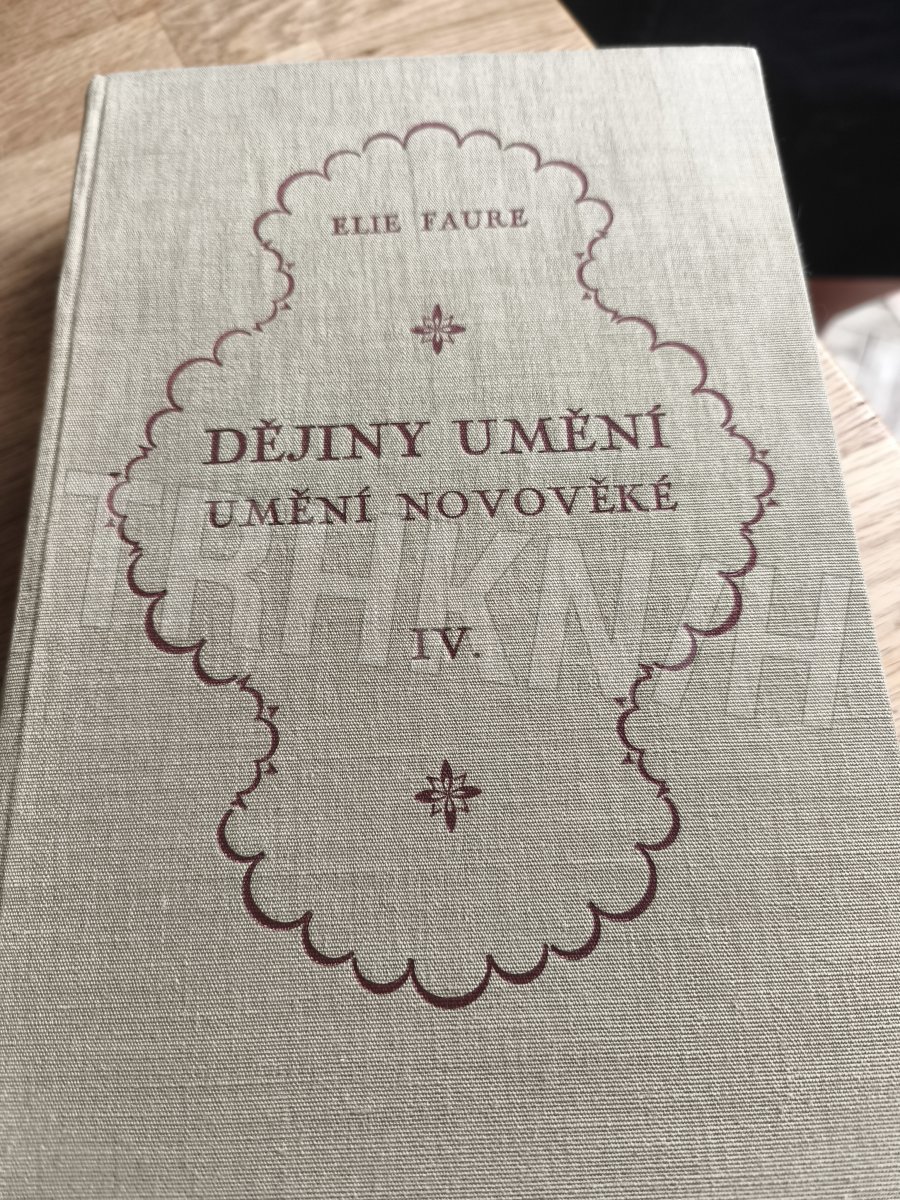 ELIE FAURE
DĚJINY UMĚNÍ
UMĚNÍ NOVOVĚKÉ
TRHKNIH
IV.